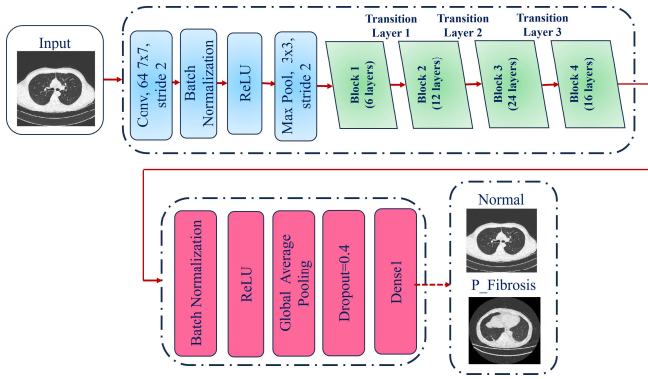 Input
Conv, 64 7x7,
stride 2
Batch
Normalization
ReLU
Max Pool, 3x3,
stride 2
Transition
Layer 1
Transition
Layer 2
Transition
Layer 3
Block 1
(6 layers)
Block 2
(12 layers)
Block 3
(24 layers)
Block 4
(16 layers)
Batch Normalization
ReLU
Global Average
Pooling
Dropout=0.4
Dense1
Normal
P_Fibrosis